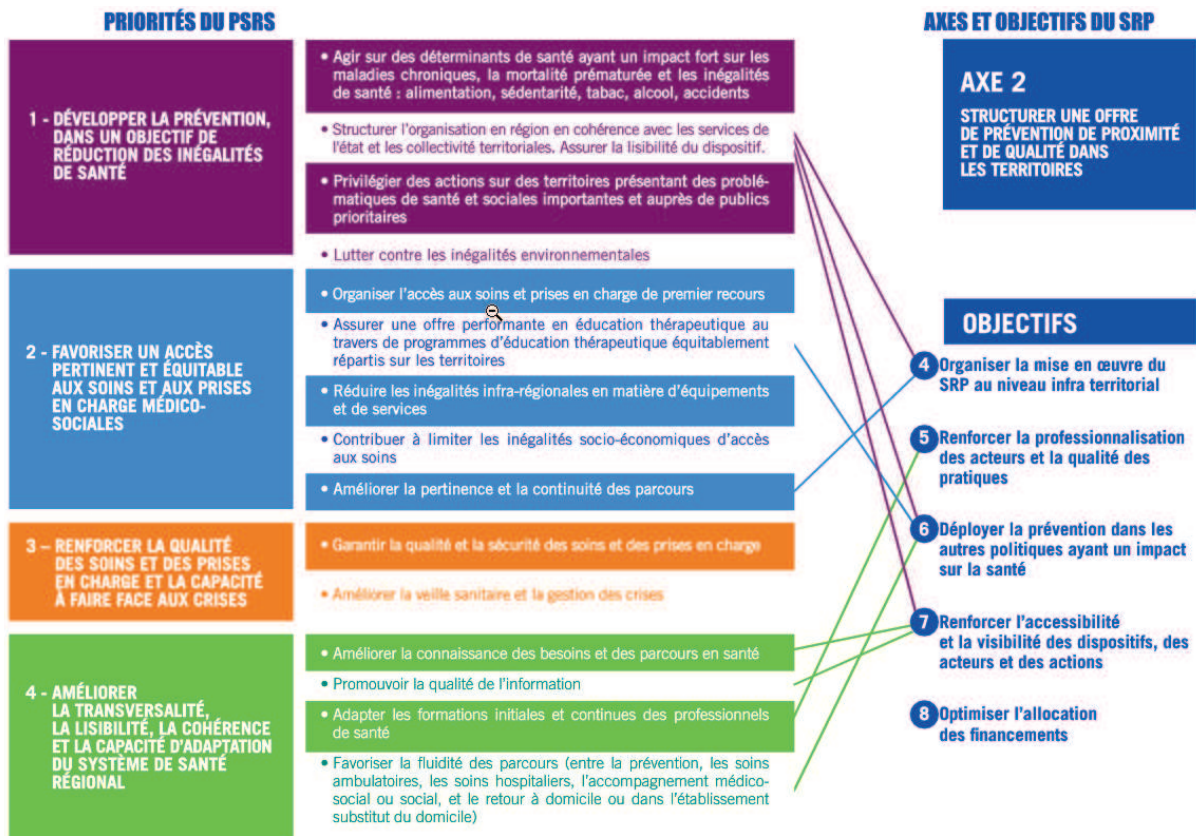 PRIORITÉS DU PSRS
1 - DÉVELOPPER LA PRÉVENTION,
DANS UN OBJECTIF DE
RÉDUCTION DES INÉGALITÉS
DE SANTÉ
• Agir sur des déterminants de santé ayant un impact fort sur les
maladies chroniques, la mortalité prématurée et les inégalités
de santé : alimentation, sédentarité, tabac, alcool, accidents
• Structurer l'organisation en région en cohérence avec les services de
l'état et les collectivité territoriales. Assurer la lisibilité du dispositif.
• Privilégier des actions sur des territoires présentant des problé-
matiques de santé et sociales importantes et auprès de publics
prioritaires
• Lutter contre les inégalités environnementales
2 - FAVORISER UN ACCÈS
PERTINENT ET ÉQUITABLE
AUX SOINS ET AUX PRISES
EN CHARGE MÉDICO-
SOCIALES
• Organiser l'accès aux soins et prises en charge de premier recours
• Assurer une offre performante en éducation thérapeutique au
travers de programmes d'éducation thérapeutique équitablement
répartis sur les territoires
• Réduire les inégalités infra-régionales en matière d'équipements
et de services
• Contribuer à limiter les inégalités socio-économiques d'accès
aux soins
• Améliorer la pertinence et la continuité des parcours
3 – RENFORCER LA QUALITÉ
DES SOINS ET DES PRISES
EN CHARGE ET LA CAPACITÉ
À FAIRE FACE AUX CRISES
• Garantir la qualité et la sécurité des soins et des prises en charge
• Améliorer la veille sanitaire et la gestion des crises
4 - AMÉLIORER
LA TRANSVERSALITÉ,
LA LISIBILITÉ, LA COHÉRENCE
ET LA CAPACITÉ D'ADAPTATION
DU SYSTÈME DE SANTÉ
RÉGIONAL
• Améliorer la connaissance des besoins et des parcours en santé
• Promouvoir la qualité de l'information
• Adapter les formations initiales et continues des professionnels
de santé
• Favoriser la fluidité des parcours (entre la prévention, les soins
ambulatoires, les soins hospitaliers, l'accompagnement médico-
social ou social, et le retour à domicile ou dans l'établissement
substitut du domicile)
AXES ET OBJECTIFS DU SRP
AXE 2
STRUCTURER UNE OFFRE
DE PRÉVENTION DE PROXIMITÉ
ET DE QUALITÉ DANS
LES TERRITOIRES
OBJECTIFS
4 Organiser la mise en œuvre du
SRP au niveau infra territorial
5 Renforcer la professionnalisation
des acteurs et la qualité des
pratiques
6 Déployer la prévention dans les
autres politiques ayant un impact
sur la santé
7 Renforcer l'accessibilité
et la visibilité des dispositifs, des
acteurs et des actions
8 Optimiser l'allocation
des financements